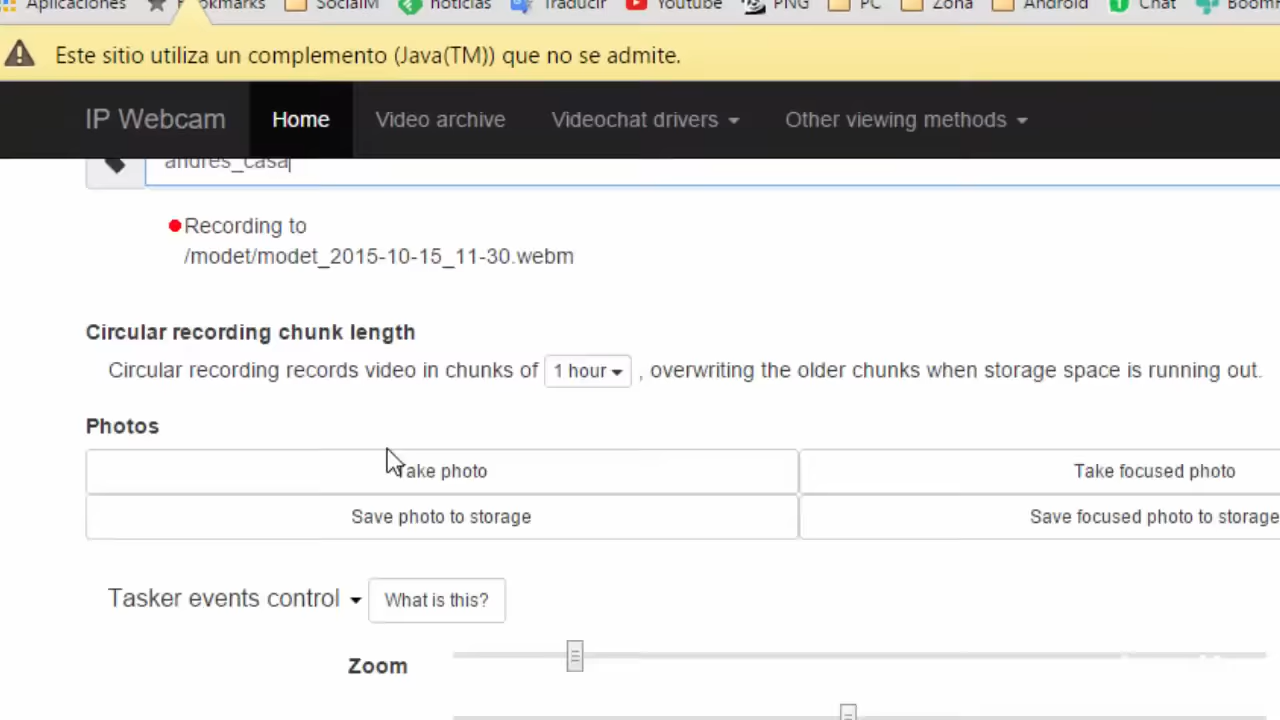 Aplicaciones Bookmarks SocialM noticias Traducir Youtube PNG PC Zona Android Chat
Este sitio utiliza un complemento (Java(TM)) que no se admite.
IP Webcam Home Video archive Videochat drivers Other viewing methods
andres_casa
Recording to
/modet/modet_2015-10-15_11-30.webm
Circular recording chunk length
Circular recording records video in chunks of 1 hour , overwriting the older chunks when storage space is running out.
Photos
Take photo Take focused photo
Save photo to storage Save focused photo to storage
Tasker events control What is this?
Zoom